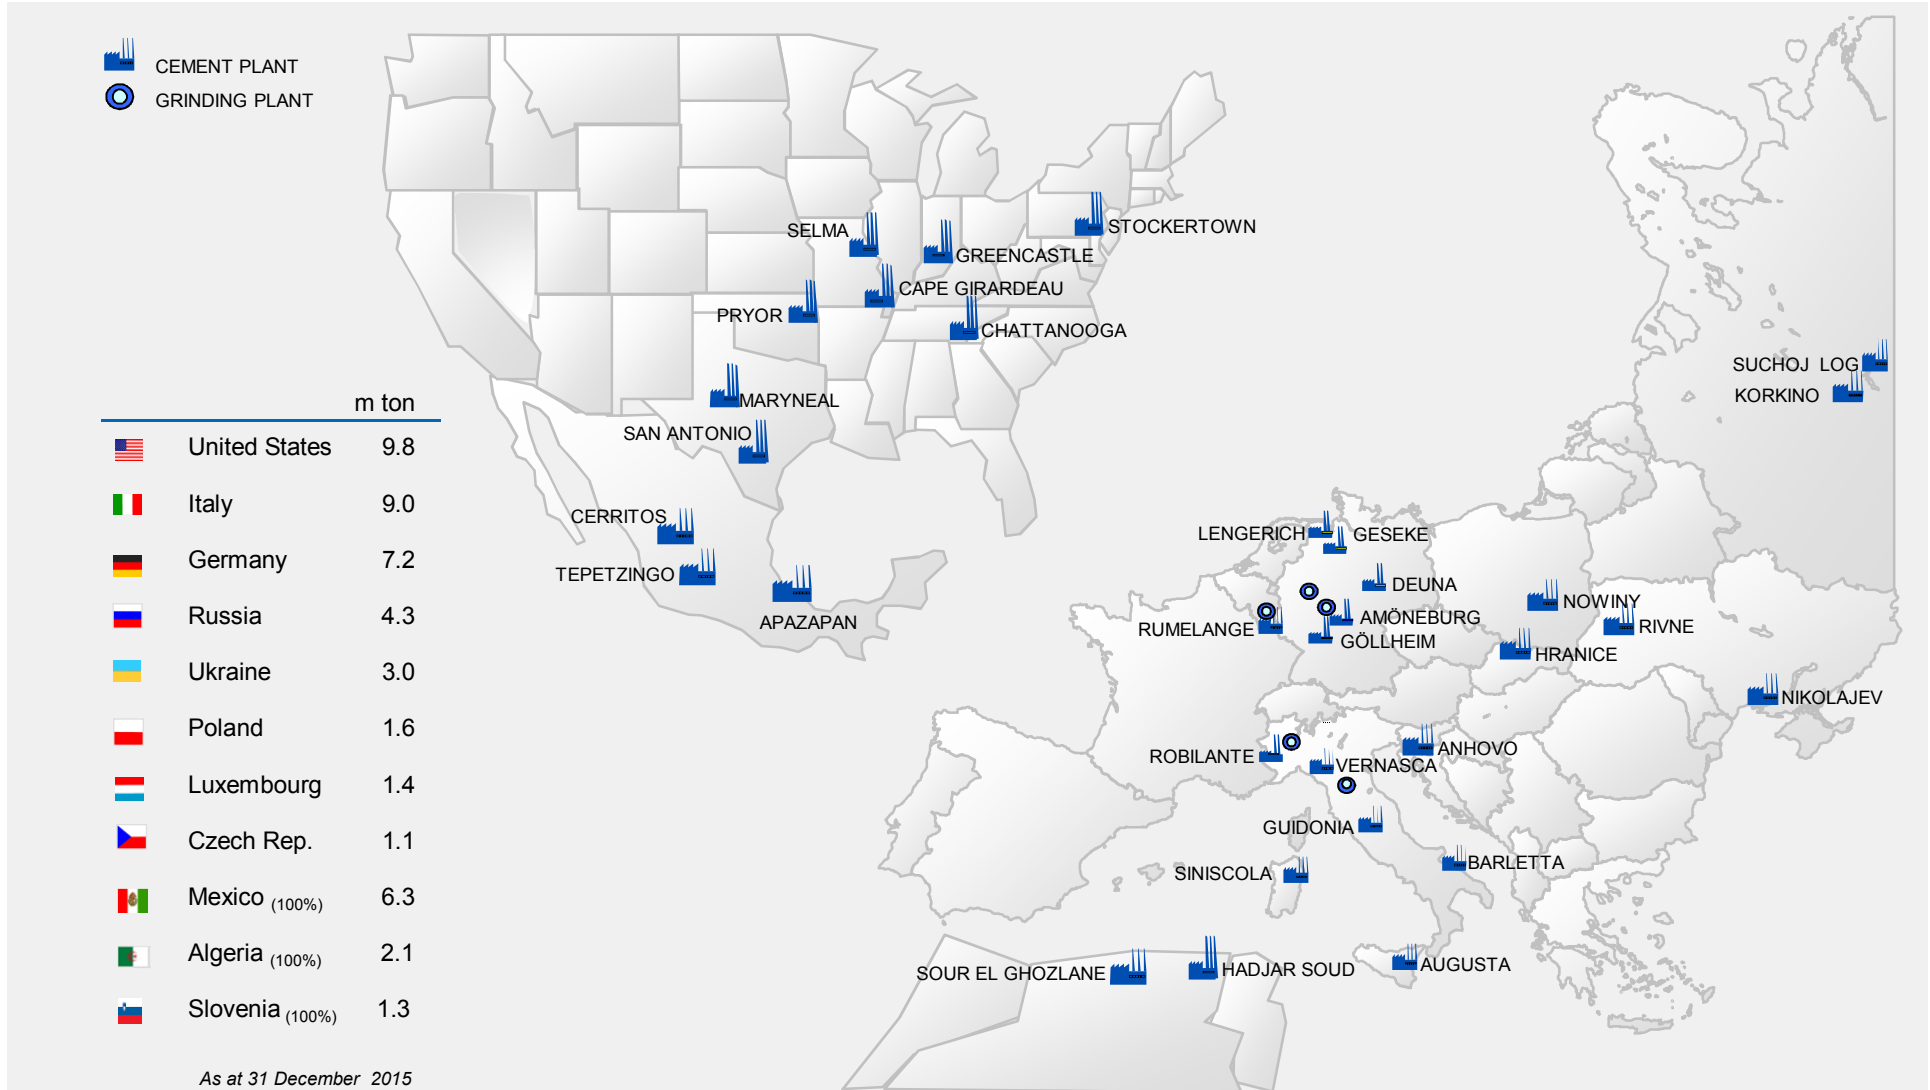 CEMENT PLANT
GRINDING PLANT
SELMA
STOCKERTOWN
GREENCASTLE
CAPE GIRARDEAU
PRYOR
CHATTANOOGA
MARYNEAL
SAN ANTONIO
CERRITOS
TEPETZINGO
APAZAPAN
SUCHOJ LOG
KORKINO
LENGERICH
GESEKE
DEUNA
NOWINY
AMÖNEBURG
RUMELANGE
RIVNE
GÖLLHEIM
HRANICE
NIKOLAJEV
ANHOVO
ROBILANTE
VERNASCA
GUIDONIA
BARLETTA
SINISCOLA
AUGUSTA
SOUR EL GHOZLANE
HADJAR SOUD
m ton
United States 9.8
Italy 9.0
Germany 7.2
Russia 4.3
Ukraine 3.0
Poland 1.6
Luxembourg 1.4
Czech Rep. 1.1
Mexico (100%) 6.3
Algeria (100%) 2.1
Slovenia (100%) 1.3
As at 31 December 2015